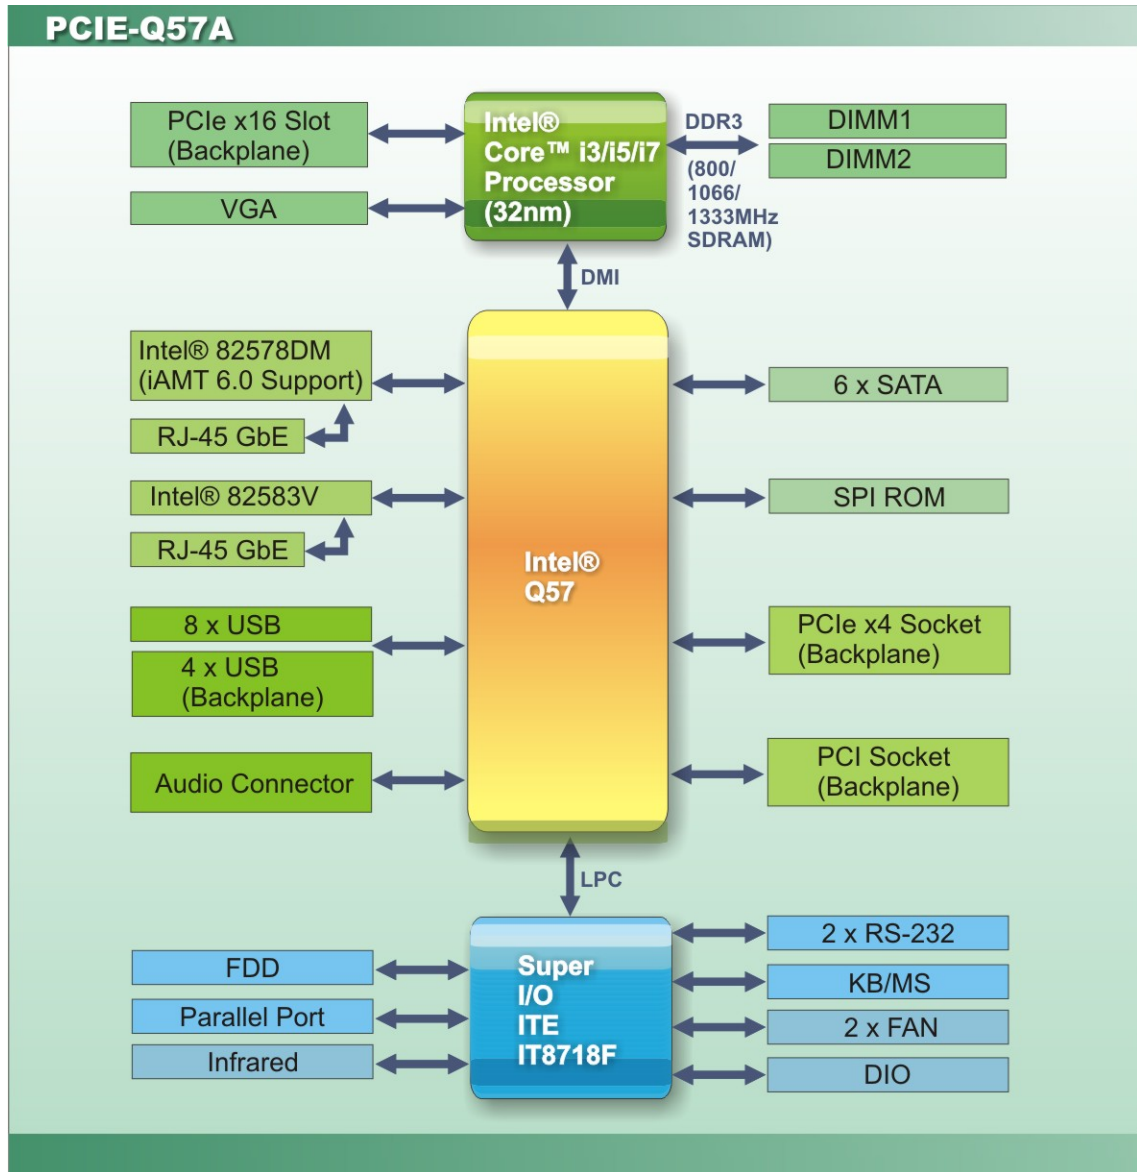 PCIE-Q57A
PCIe x16 Slot
(Backplane)
VGA
Intel®
Core™ i3/i5/i7
Processor
(32nm)
DDR3
(800/
1066/
1333MHz
SDRAM)
DIMM1
DIMM2
DMI
Intel® 82578DM
(iAMT 6.0 Support)
RJ-45 GbE
Intel® 82583V
RJ-45 GbE
8 x USB
4 x USB
(Backplane)
Audio Connector
Intel®
Q57
6 x SATA
SPI ROM
PCIe x4 Socket
(Backplane)
PCI Socket
(Backplane)
LPC
FDD
Parallel Port
Infrared
Super
I/O
ITE
IT8718F
2 x RS-232
KB/MS
2 x FAN
DIO